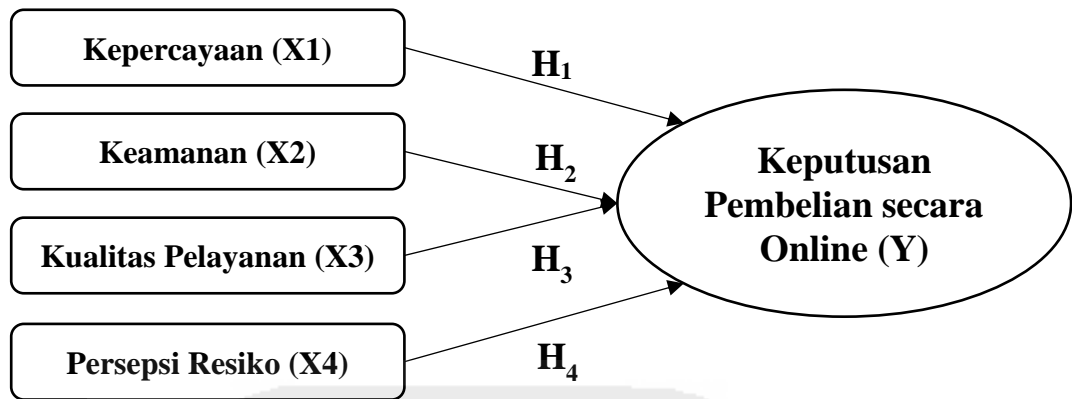 Kepercayaan (X1)
H1
Keamanan (X2)
H2
Kualitas Pelayanan (X3)
H3
Persepsi Resiko (X4)
H4
Keputusan
Pembelian secara
Online (Y)